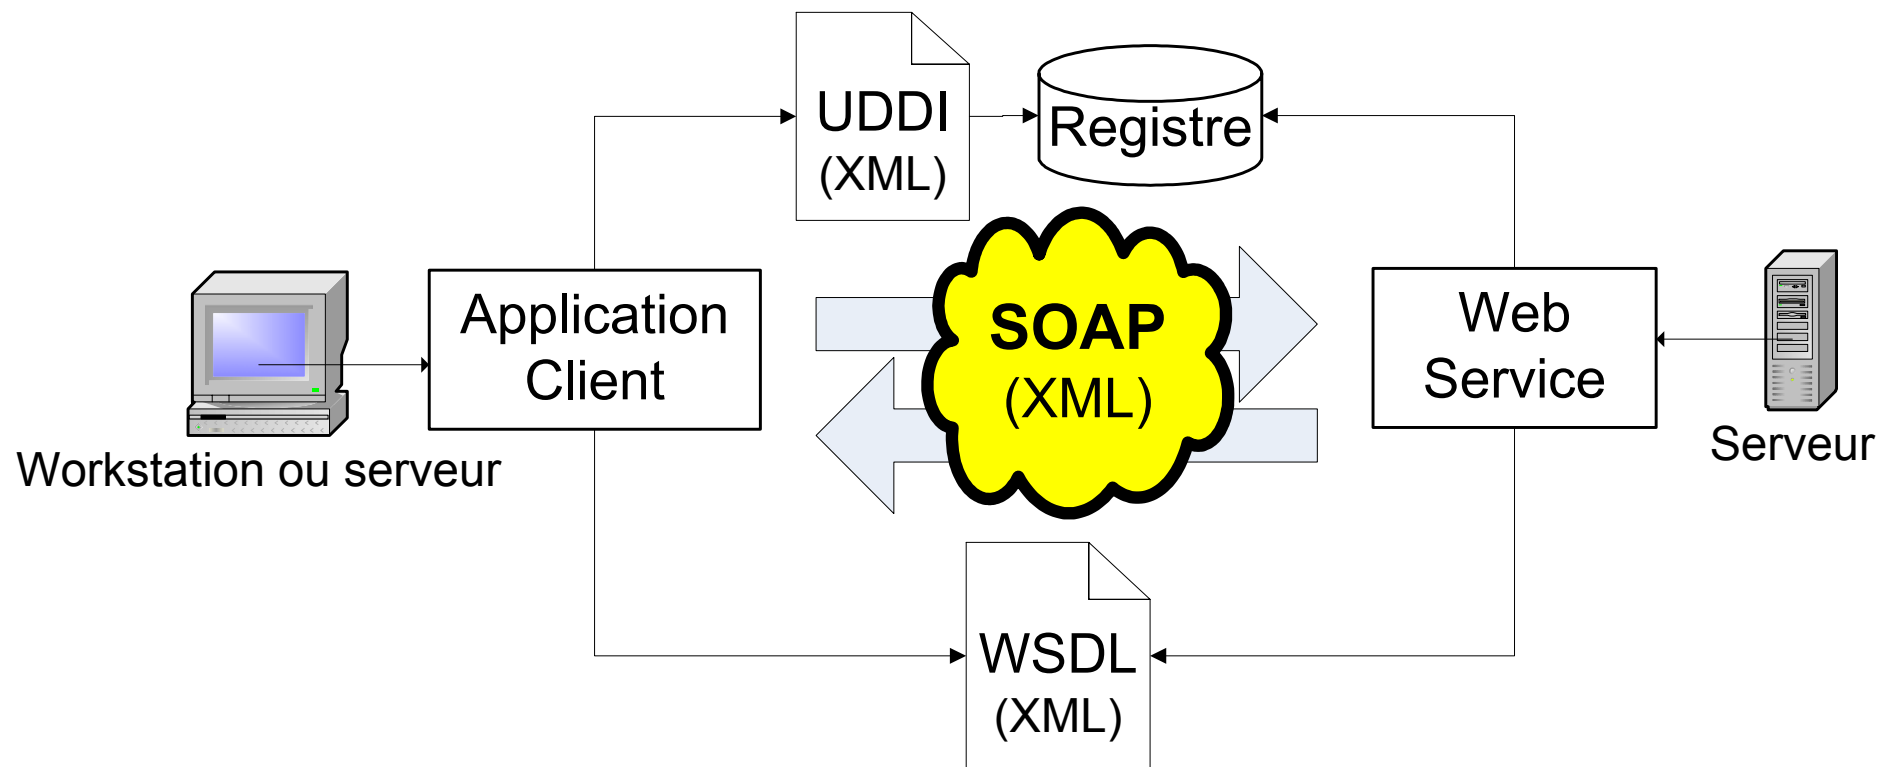 UDDI
(XML)
Registre
Application
Client
SOAP
(XML)
Web
Service
Workstation ou serveur
Serveur
WSDL
(XML)